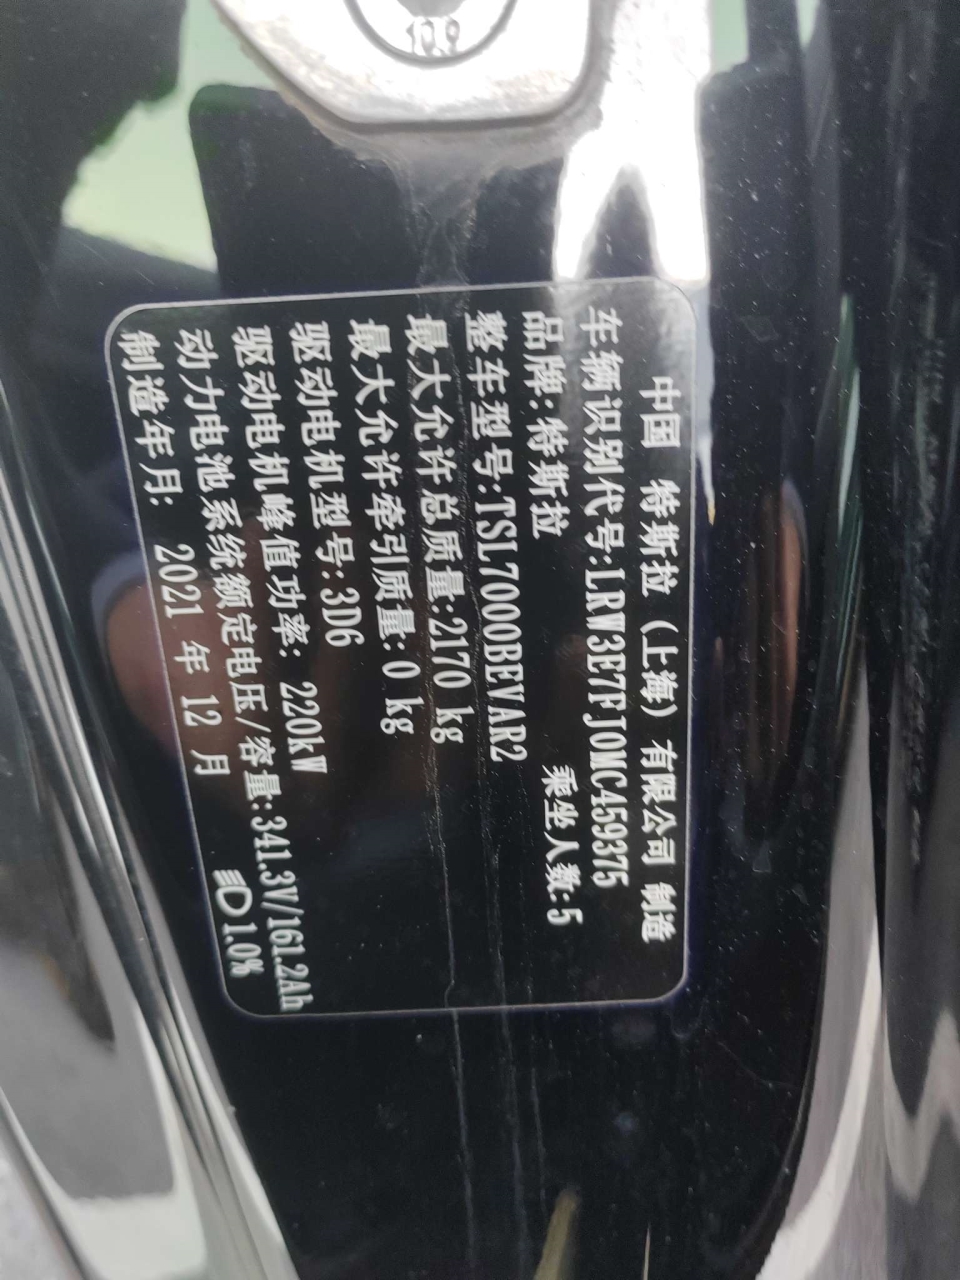 10.9
中国 特斯拉（上海）有限公司 制造
车辆识别代号:LRW3E7FJ0MC459375
品牌:特斯拉 乘坐人数:5
整车型号:TSL7000BEVAR2
最大允许总质量:2170 kg
最大允许牵引质量:0 kg
驱动电机型号:3D6
驱动电机峰值功率: 220kW
动力电池系统额定电压/容量:341.3V/161.2Ah
制造年月: 2021 年 12 月 1.0%